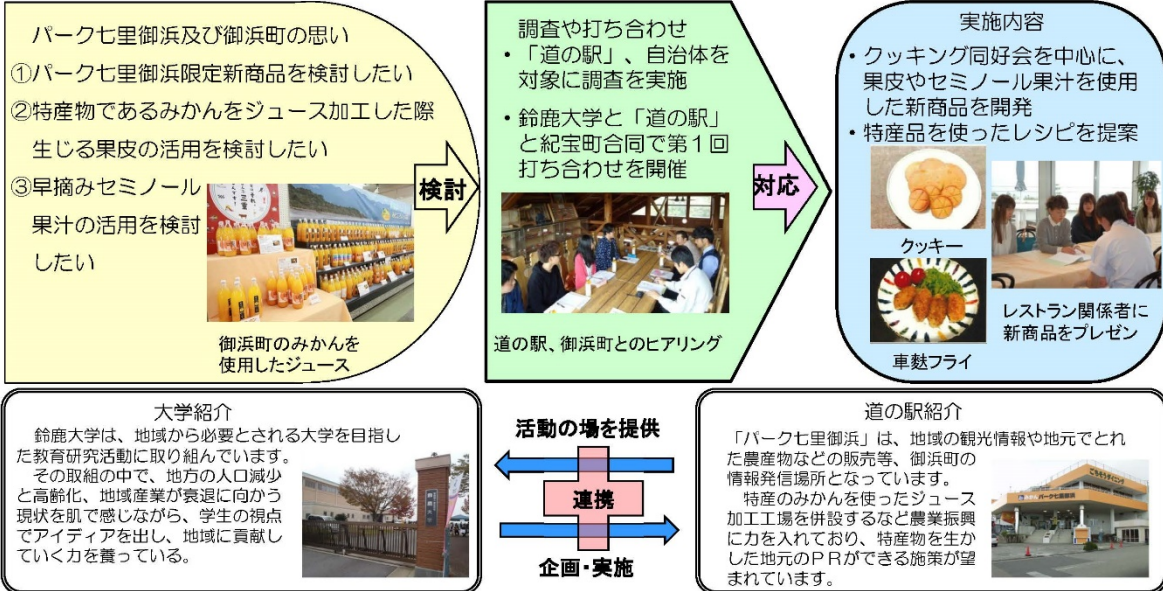 パーク七里御浜及び御浜町の思い
①パーク七里御浜限定新商品を検討したい
②特産物であるみかんをジュース加工した際
生じる果皮の活用を検討したい
③早摘みセミノール
果汁の活用を検討
したい
御浜町のみかんを
使用したジュース
検討
調査や打ち合わせ
・「道の駅」、自治体を
対象に調査を実施
・鈴鹿大学と「道の駅」
と紀宝町合同で第1回
打ち合わせを開催
道の駅、御浜町とのヒアリング
対応
実施内容
・クッキング同好会を中心に、
果皮やセミノール果汁を使用
した新商品を開発
・特産品を使ったレシピを提案
クッキー
車麩フライ
レストラン関係者に
新商品をプレゼン
大学紹介
鈴鹿大学は、地域から必要とされる大学を目指し
た教育研究活動に取り組んでいます。
その取組の中で、地方の人口減少
と高齢化、地域産業が衰退に向かう
現状を肌で感じながら、学生の視点
でアイディアを出し、地域に貢献し
ていく力を養っている。
活動の場を提供
連携
企画・実施
道の駅紹介
「パーク七里御浜」は、地域の観光情報や地元でとれ
た農産物などの販売等、御浜町の
情報発信場所となっています。
特産のみかんを使ったジュース
加工工場を併設するなど農業振興
に力を入れており、特産物を生か
した地元のPRができる施策が望
まれています。
パーク七里御浜